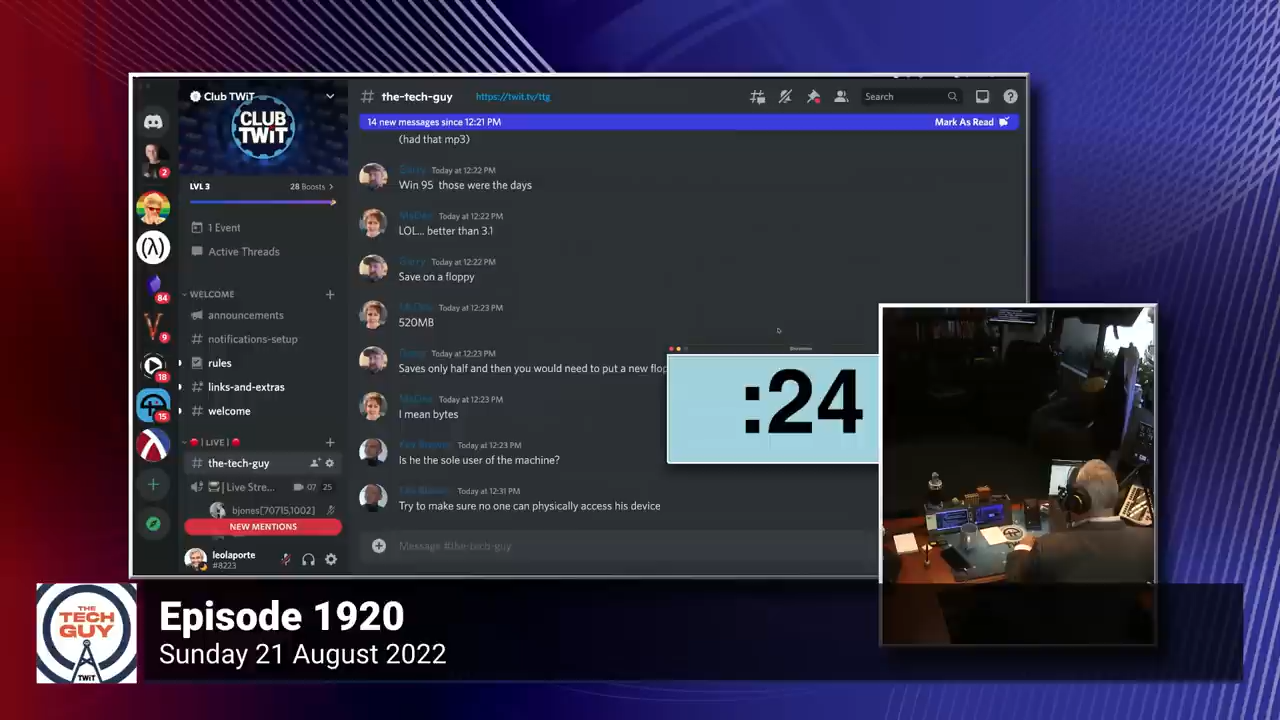 Club TWiT
CLUB
TWiT
LVL 3
28 Boosts
1 Event
Active Threads
WELCOME
announcements
notifications-setup
rules
links-and-extras
welcome
| LIVE |
the-tech-guy
| Live Stre...
07 25
bjones[70715,1002]
NEW MENTIONS
leolaporte
#8223
2
84
9
18
15
# the-tech-guy
https://twit.tv/ttg
Search
14 new messages since 12:21 PM
Mark As Read
(had that mp3)
Today at 12:22 PM
Win 95 those were the days
Today at 12:22 PM
LOL... better than 3.1
Today at 12:22 PM
Save on a floppy
Today at 12:23 PM
520MB
Today at 12:23 PM
Saves only half and then you would need to put a new flop
Today at 12:23 PM
I mean bytes
Today at 12:23 PM
Is he the sole user of the machine?
Today at 12:31 PM
Try to make sure no one can physically access his device
Message #the-tech-guy
:24
THE
TECH
GUY
TWiT
Episode 1920
Sunday 21 August 2022